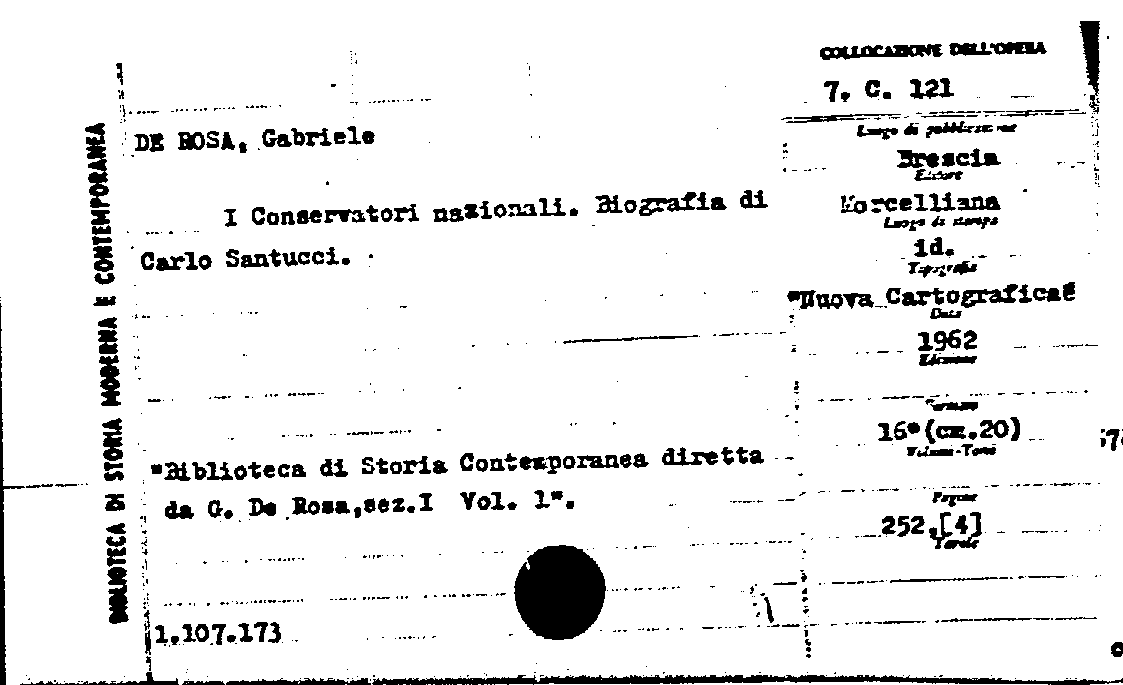 BIBLIOTECA DI STORIA MODERNA E CONTEMPORANEA
DE ROSA, Gabriele
I Conservatori nazionali. Biografia di
Carlo Santucci.
"Biblioteca di Storia Contemporanea diretta
da G. De Rosa,sez.I Vol. 1".
1.107.173
COLLOCAZIONE DELL'OPERA
7. C. 121
Luogo di pubblicazione
Brescia
Editore
Morcelliana
Luogo di stampa
id.
Tipografia
"Nuova Cartografica"
Data
1962
Edizione
Formato
16°(cm.20)
Volume-Tomo
Pagine
252,[4]
Tavole